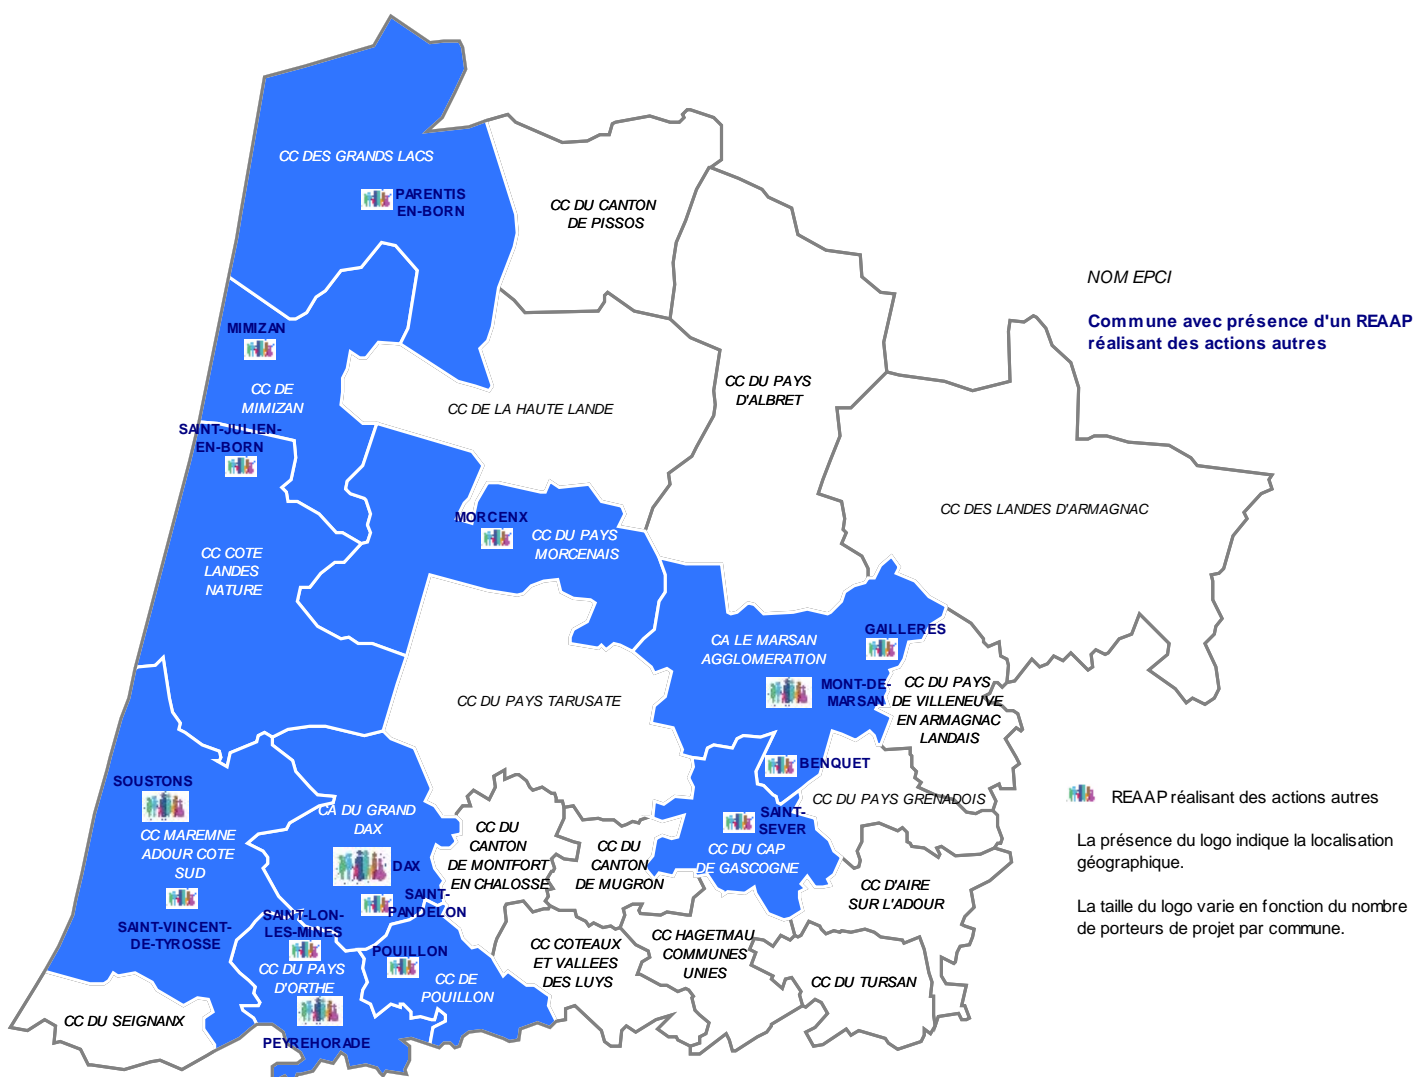 CC DES GRANDS LACS
PARENTIS
EN-BORN
CC DU CANTON
DE PISSOS
NOM EPCI
Commune avec présence d'un REAAP
réalisant des actions autres
MIMIZAN
CC DE
MIMIZAN
CC DU PAYS
D'ALBRET
CC DE LA HAUTE LANDE
SAINT-JULIEN-
EN-BORN
CC DES LANDES D'ARMAGNAC
MORCENX
CC DU PAYS
MORCENAIS
CC COTE
LANDES
NATURE
GAILLERES
CA LE MARSAN
AGGLOMERATION
MONT-DE-
MARSAN
CC DU PAYS
DE VILLENEUVE
EN ARMAGNAC
LANDAIS
CC DU PAYS TARUSATE
BENQUET
SOUSTONS
CC DU PAYS GRENADOIS
REAAP réalisant des actions autres
La présence du logo indique la localisation
géographique.
La taille du logo varie en fonction du nombre
de porteurs de projet par commune.
CA DU GRAND
DAX
SAINT-
SEVER
CC DU CAP
DE GASCOGNE
CC MAREMNE
ADOUR COTE
SUD
CC DU
CANTON
DE MONTFORT
EN CHALOSSE
CC DU
CANTON
DE MUGRON
DAX
CC D'AIRE
SUR L'ADOUR
SAINT-
PANDELON
SAINT-VINCENT-
DE-TYROSSE
SAINT-LON-
LES-MINES
POUILLON
CC DU PAYS
D'ORTHE
CC DE
POUILLON
CC COTEAUX
ET VALLEES
DES LUYS
CC HAGETMAU
COMMUNES
UNIES
CC DU TURSAN
CC DU SEIGNANX
PEYREHORADE